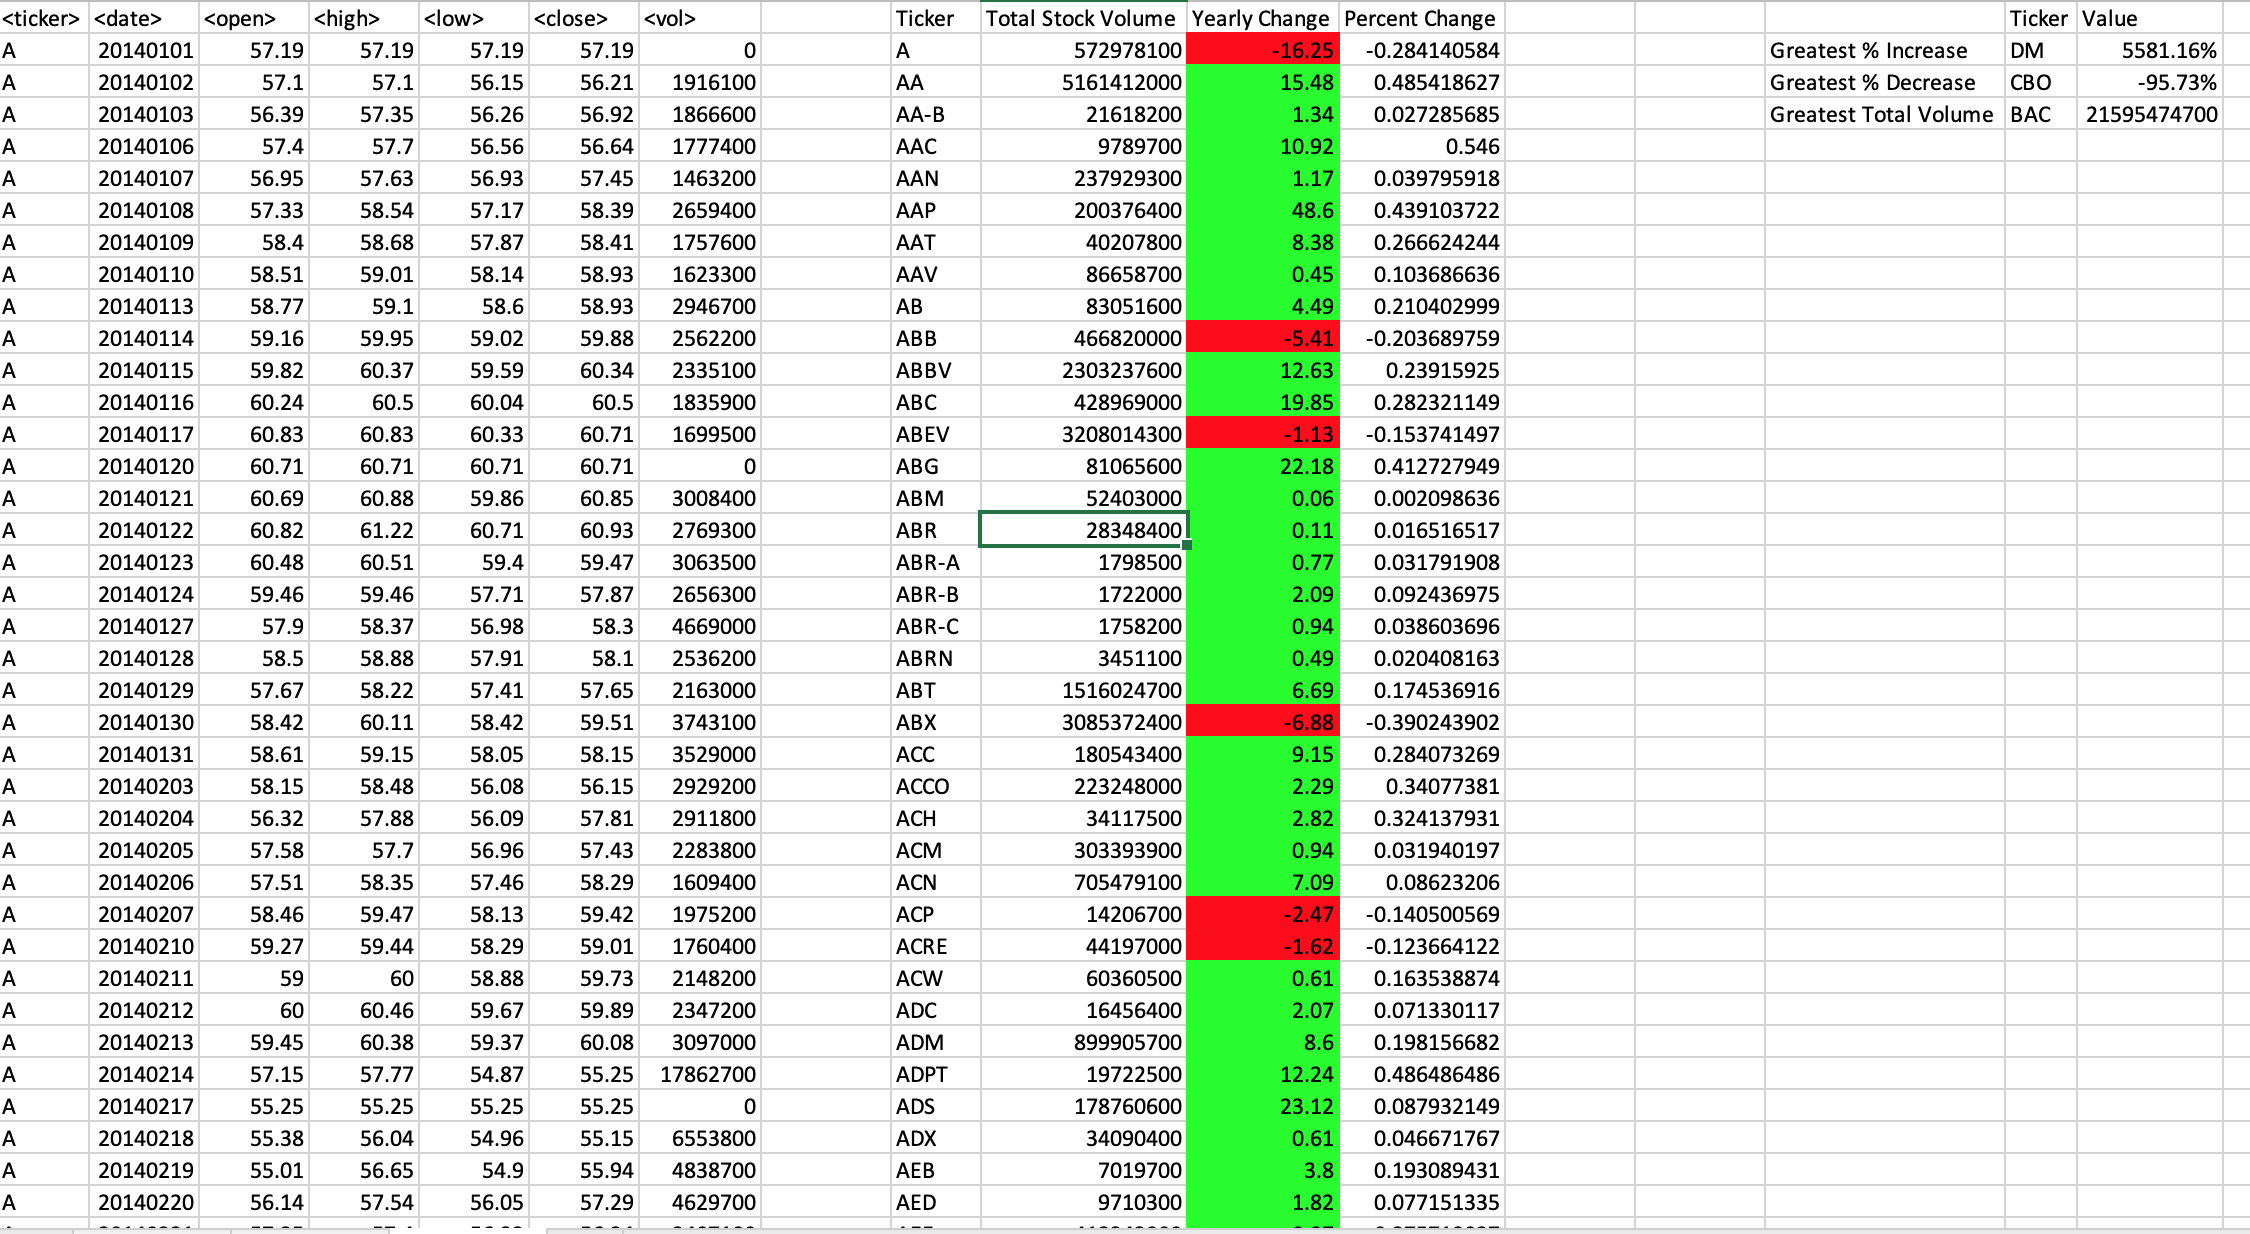 <ticker> <date> <open> <high> <low> <close> <vol> Ticker Total Stock Volume Yearly Change Percent Change Ticker Value
A 20140101 57.19 57.19 57.19 57.19 0 A 572978100 -16.25 -0.284140584 Greatest % Increase DM 5581.16%
A 20140102 57.1 57.1 56.15 56.21 1916100 AA 5161412000 15.48 0.485418627 Greatest % Decrease CBO -95.73%
A 20140103 56.39 57.35 56.26 56.92 1866600 AA-B 21618200 1.34 0.027285685 Greatest Total Volume BAC 21595474700
A 20140106 57.4 57.7 56.56 56.64 1777400 AAC 9789700 10.92 0.546
A 20140107 56.95 57.63 56.93 57.45 1463200 AAN 237929300 1.17 0.039795918
A 20140108 57.33 58.54 57.17 58.39 2659400 AAP 200376400 48.6 0.439103722
A 20140109 58.4 58.68 57.87 58.41 1757600 AAT 40207800 8.38 0.266624244
A 20140110 58.51 59.01 58.14 58.93 1623300 AAV 86658700 0.45 0.103686636
A 20140113 58.77 59.1 58.6 58.93 2946700 AB 83051600 4.49 0.210402999
A 20140114 59.16 59.95 59.02 59.88 2562200 ABB 466820000 -5.41 -0.203689759
A 20140115 59.82 60.37 59.59 60.34 2335100 ABBV 2303237600 12.63 0.23915925
A 20140116 60.24 60.5 60.04 60.5 1835900 ABC 428969000 19.85 0.282321149
A 20140117 60.83 60.83 60.33 60.71 1699500 ABEV 3208014300 -1.13 -0.153741497
A 20140120 60.71 60.71 60.71 60.71 0 ABG 81065600 22.18 0.412727949
A 20140121 60.69 60.88 59.86 60.85 3008400 ABM 52403000 0.06 0.002098636
A 20140122 60.82 61.22 60.71 60.93 2769300 ABR 28348400 0.11 0.016516517
A 20140123 60.48 60.51 59.4 59.47 3063500 ABR-A 1798500 0.77 0.031791908
A 20140124 59.46 59.46 57.71 57.87 2656300 ABR-B 1722000 2.09 0.092436975
A 20140127 57.9 58.37 56.98 58.3 4669000 ABR-C 1758200 0.94 0.038603696
A 20140128 58.5 58.88 57.91 58.1 2536200 ABRN 3451100 0.49 0.020408163
A 20140129 57.67 58.22 57.41 57.65 2163000 ABT 1516024700 6.69 0.174536916
A 20140130 58.42 60.11 58.42 59.51 3743100 ABX 3085372400 -6.88 -0.390243902
A 20140131 58.61 59.15 58.05 58.15 3529000 ACC 180543400 9.15 0.284073269
A 20140203 58.15 58.48 56.08 56.15 2929200 ACCO 223248000 2.29 0.34077381
A 20140204 56.32 57.88 56.09 57.81 2911800 ACH 34117500 2.82 0.324137931
A 20140205 57.58 57.7 56.96 57.43 2283800 ACM 303393900 0.94 0.031940197
A 20140206 57.51 58.35 57.46 58.29 1609400 ACN 705479100 7.09 0.08623206
A 20140207 58.46 59.47 58.13 59.42 1975200 ACP 14206700 -2.47 -0.140500569
A 20140210 59.27 59.44 58.29 59.01 1760400 ACRE 44197000 -1.62 -0.123664122
A 20140211 59 60 58.88 59.73 2148200 ACW 60360500 0.61 0.163538874
A 20140212 60 60.46 59.67 59.89 2347200 ADC 16456400 2.07 0.071330117
A 20140213 59.45 60.38 59.37 60.08 3097000 ADM 899905700 8.6 0.198156682
A 20140214 57.15 57.77 54.87 55.25 17862700 ADPT 19722500 12.24 0.486486486
A 20140217 55.25 55.25 55.25 55.25 0 ADS 178760600 23.12 0.087932149
A 20140218 55.38 56.04 54.96 55.15 6553800 ADX 34090400 0.61 0.046671767
A 20140219 55.01 56.65 54.9 55.94 4838700 AEB 7019700 3.8 0.193089431
A 20140220 56.14 57.54 56.05 57.29 4629700 AED 9710300 1.82 0.077151335